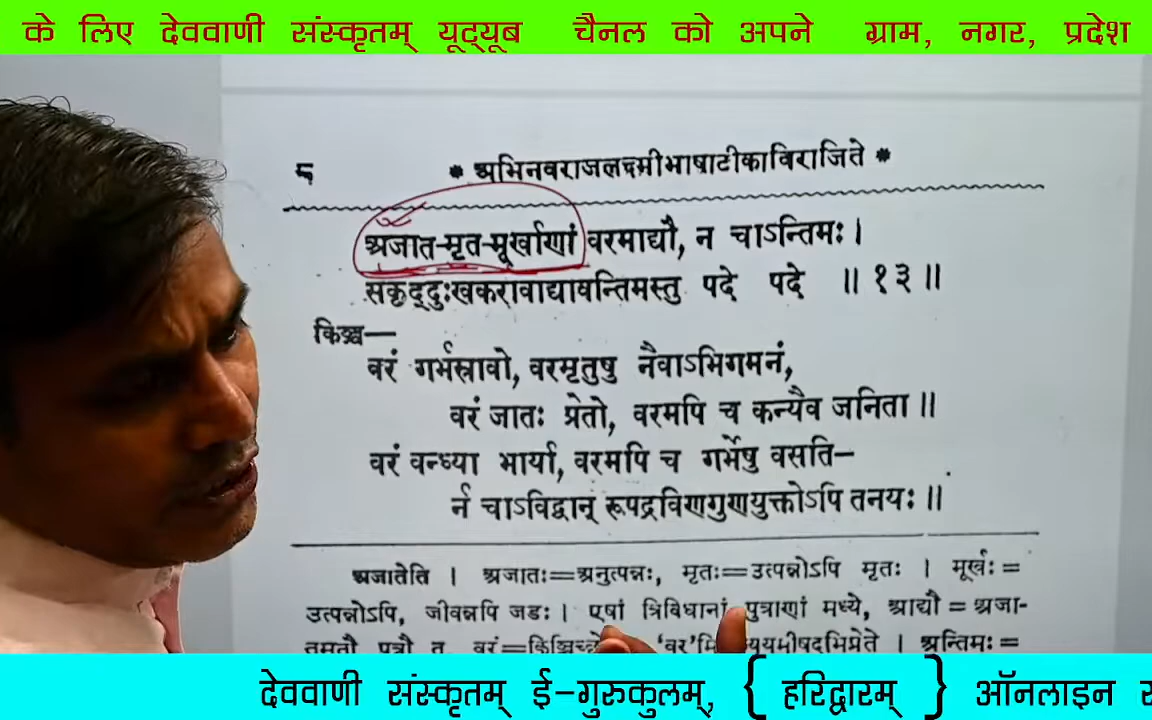 के लिए देववाणी संस्कृतम् यूट्यूब चैनल को अपने ग्राम, नगर, प्रदेश
८ * अभिनवराजलक्ष्मीभाषाटीकाविराजिते *
अजात-मृत-मूर्खाणां वरमाद्यौ, न चाऽन्तिमः ।
सकृद्दुःखकरावाद्यावन्तिमस्तु पदे पदे ॥ १३ ॥
किञ्च—
वरं गर्भस्रावो, वरमृतुषु नैवाऽभिगमनं,
वरं जातः प्रेतो, वरमपि च कन्यैव जनिता ॥
वरं वन्ध्या भार्या, वरमपि च गर्भेषु वसति–
र्न चाऽविद्वान् रूपद्रविणगुणयुक्तोऽपि तनयः ॥
अजातेति । अजातः=अनुत्पन्नः, मृतः=उत्पन्नोऽपि मृतः । मूर्खः=
उत्पन्नोऽपि, जीवन्नपि जडः । एषां त्रिविधानां पुत्राणां मध्ये, आद्यौ = अजा-
तमृतौ पुत्रौ तु, वरं= । अन्तिमः=
देववाणी संस्कृतम् ई-गुरुकुलम्, { हरिद्वारम् } ऑनलाइन